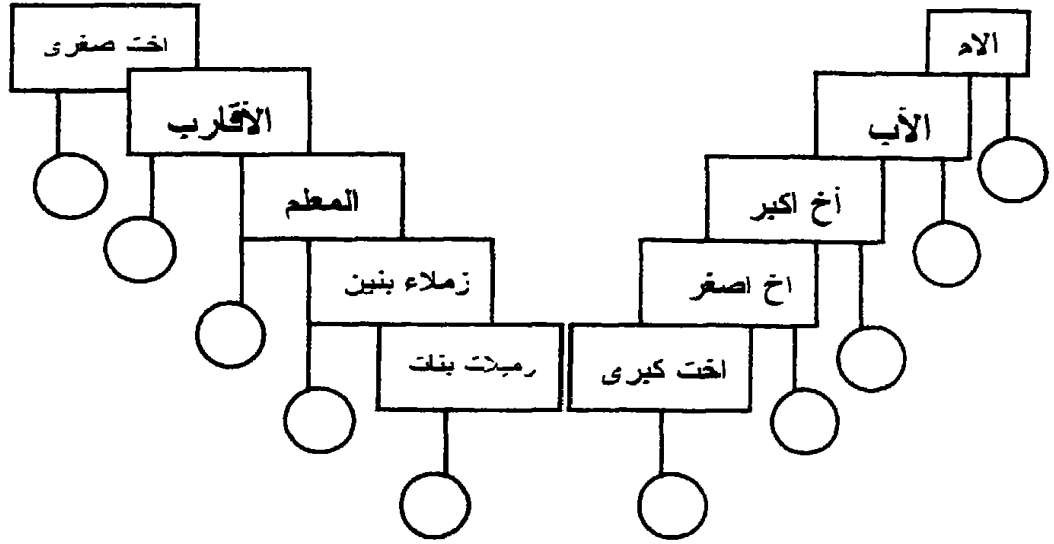 الام
الأب
أخ اكبر
اخ اصغر
اخت كبرى
زميلات بنات
زملاء بنين
المعلم
الأقارب
اخت صغرى